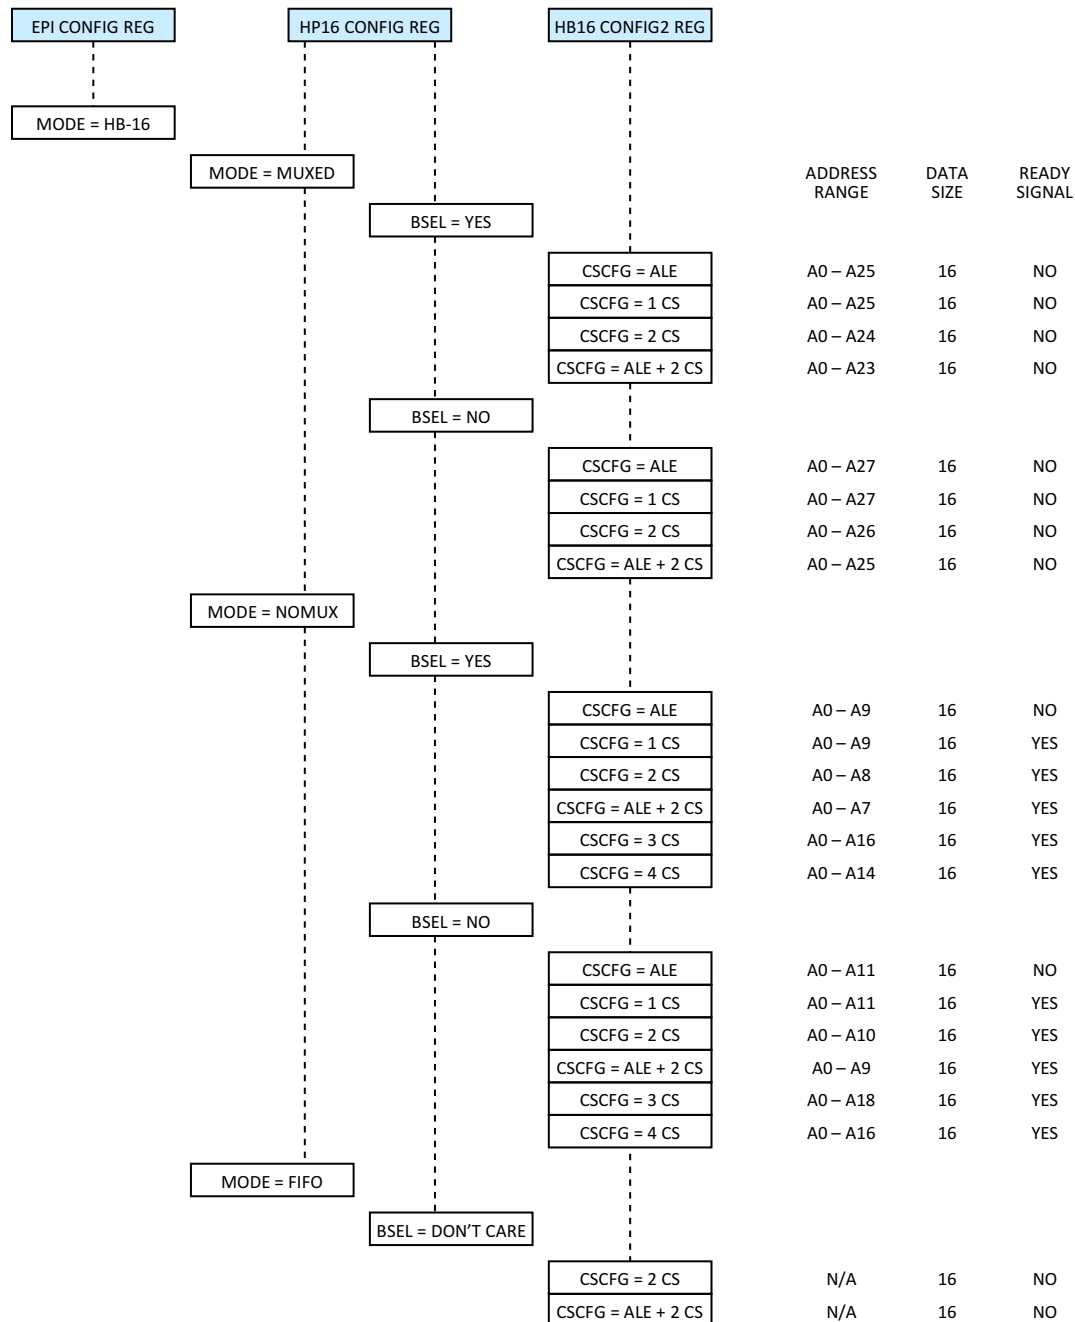 EPI CONFIG REG HP16 CONFIG REG HB16 CONFIG2 REG
MODE = HB-16
MODE = MUXED
ADDRESS DATA READY
RANGE SIZE SIGNAL
BSEL = YES
CSCFG = ALE A0 – A25 16 NO
CSCFG = 1 CS A0 – A25 16 NO
CSCFG = 2 CS A0 – A24 16 NO
CSCFG = ALE + 2 CS A0 – A23 16 NO
BSEL = NO
CSCFG = ALE A0 – A27 16 NO
CSCFG = 1 CS A0 – A27 16 NO
CSCFG = 2 CS A0 – A26 16 NO
CSCFG = ALE + 2 CS A0 – A25 16 NO
MODE = NOMUX
BSEL = YES
CSCFG = ALE A0 – A9 16 NO
CSCFG = 1 CS A0 – A9 16 YES
CSCFG = 2 CS A0 – A8 16 YES
CSCFG = ALE + 2 CS A0 – A7 16 YES
CSCFG = 3 CS A0 – A16 16 YES
CSCFG = 4 CS A0 – A14 16 YES
BSEL = NO
CSCFG = ALE A0 – A11 16 NO
CSCFG = 1 CS A0 – A11 16 YES
CSCFG = 2 CS A0 – A10 16 YES
CSCFG = ALE + 2 CS A0 – A9 16 YES
CSCFG = 3 CS A0 – A18 16 YES
CSCFG = 4 CS A0 – A16 16 YES
MODE = FIFO
BSEL = DON’T CARE
CSCFG = 2 CS N/A 16 NO
CSCFG = ALE + 2 CS N/A 16 NO